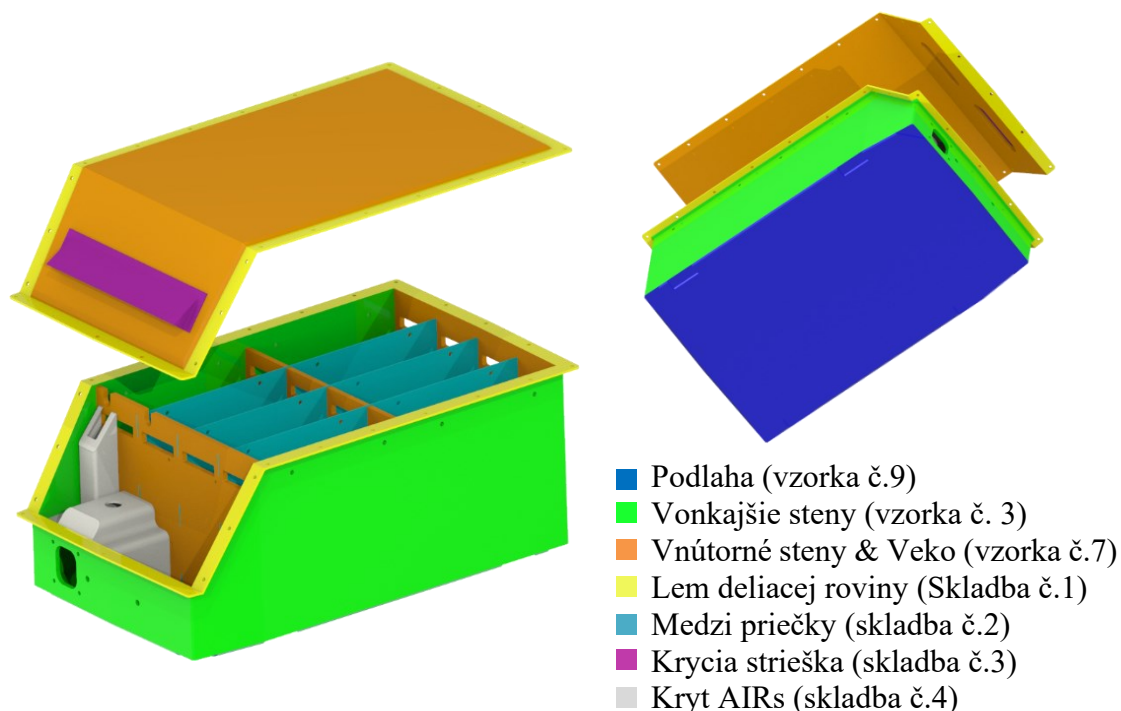 Podlaha (vzorka č.9)
Vonkajšie steny (vzorka č. 3)
Vnútorné steny & Veko (vzorka č.7)
Lem deliacej roviny (Skladba č.1)
Medzi priečky (skladba č.2)
Krycia strieška (skladba č.3)
Kryt AIRs (skladba č.4)